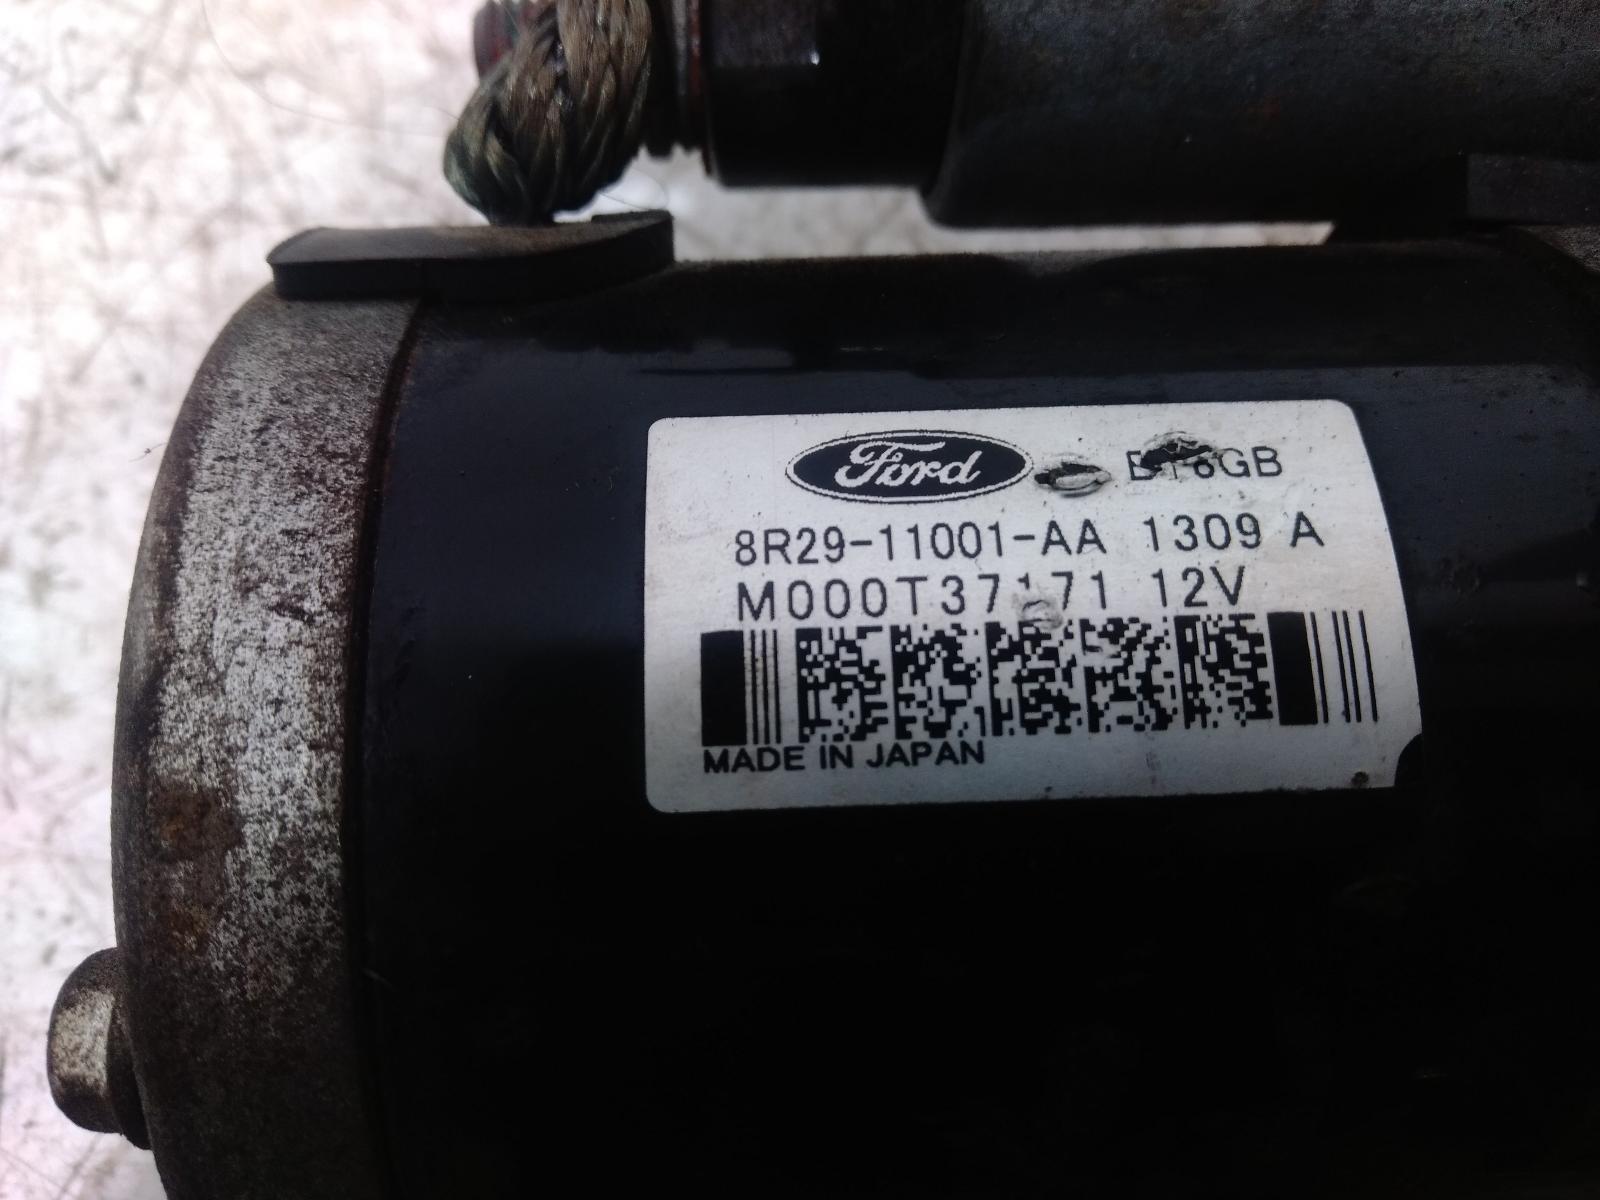 Ford
8R29-11001-AA 1309 A
M000T37171 12V
MADE IN JAPAN